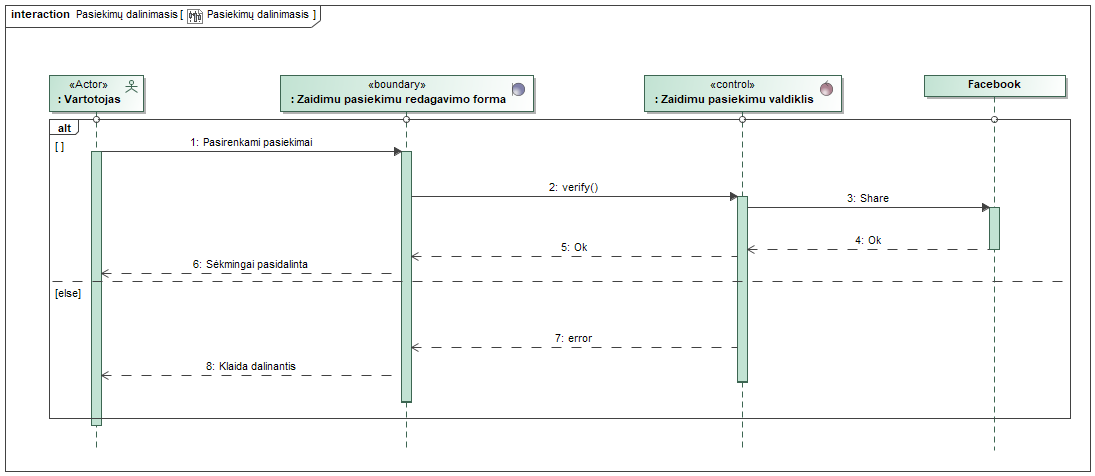 interaction Pasiekimų dalinimasis [ Pasiekimų dalinimasis ]
«Actor»
: Vartotojas
«boundary»
: Zaidimu pasiekimu redagavimo forma
«control»
: Zaidimu pasiekimu valdiklis
Facebook
alt
[ ]
1: Pasirenkami pasiekimai
2: verify()
3: Share
4: Ok
5: Ok
6: Sėkmingai pasidalinta
[else]
7: error
8: Klaida dalinantis